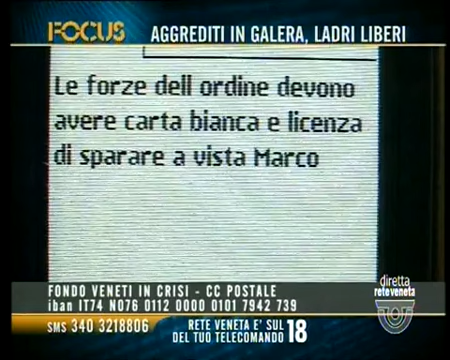 FOCUS AGGREDITI IN GALERA, LADRI LIBERI
Le forze dell ordine devono
avere carta bianca e licenza
di sparare a vista Marco
FONDO VENETI IN CRISI - CC POSTALE
iban IT74 N076 0112 0000 0101 7942 739
diretta
reteveneta
SMS 340 3218806
RETE VENETA E' SUL
DEL TUO TELECOMANDO 18